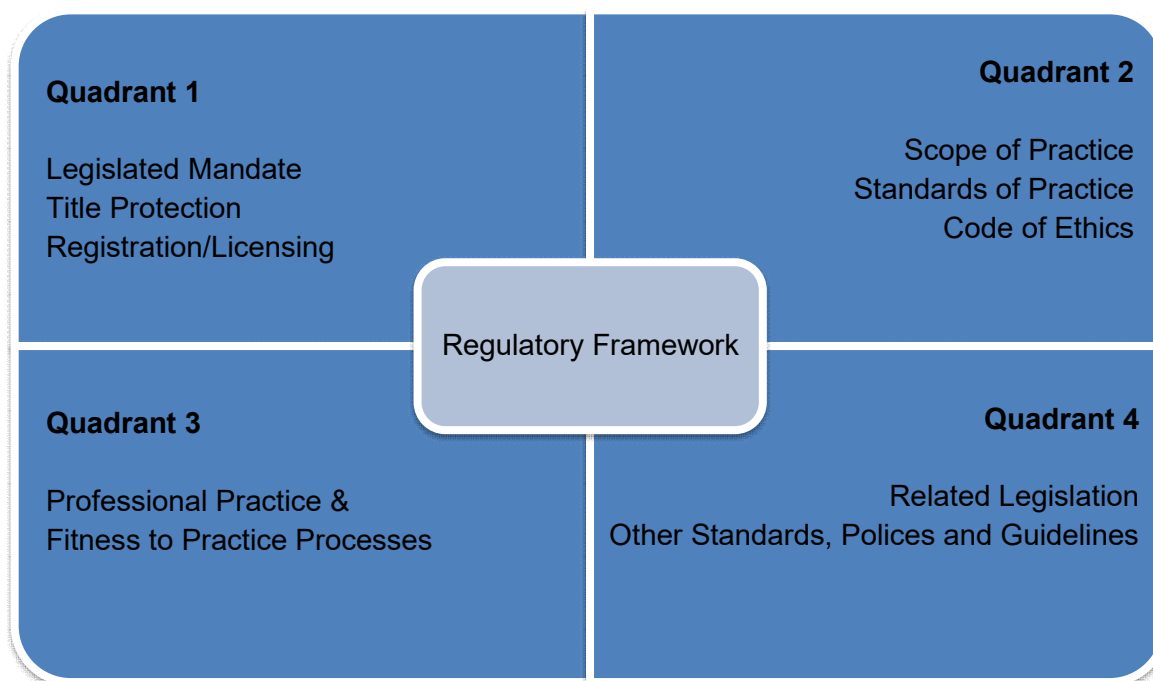 Quadrant 1
Legislated Mandate
Title Protection
Registration/Licensing
Quadrant 2
Scope of Practice
Standards of Practice
Code of Ethics
Regulatory Framework
Quadrant 3
Professional Practice &
Fitness to Practice Processes
Quadrant 4
Related Legislation
Other Standards, Polices and Guidelines